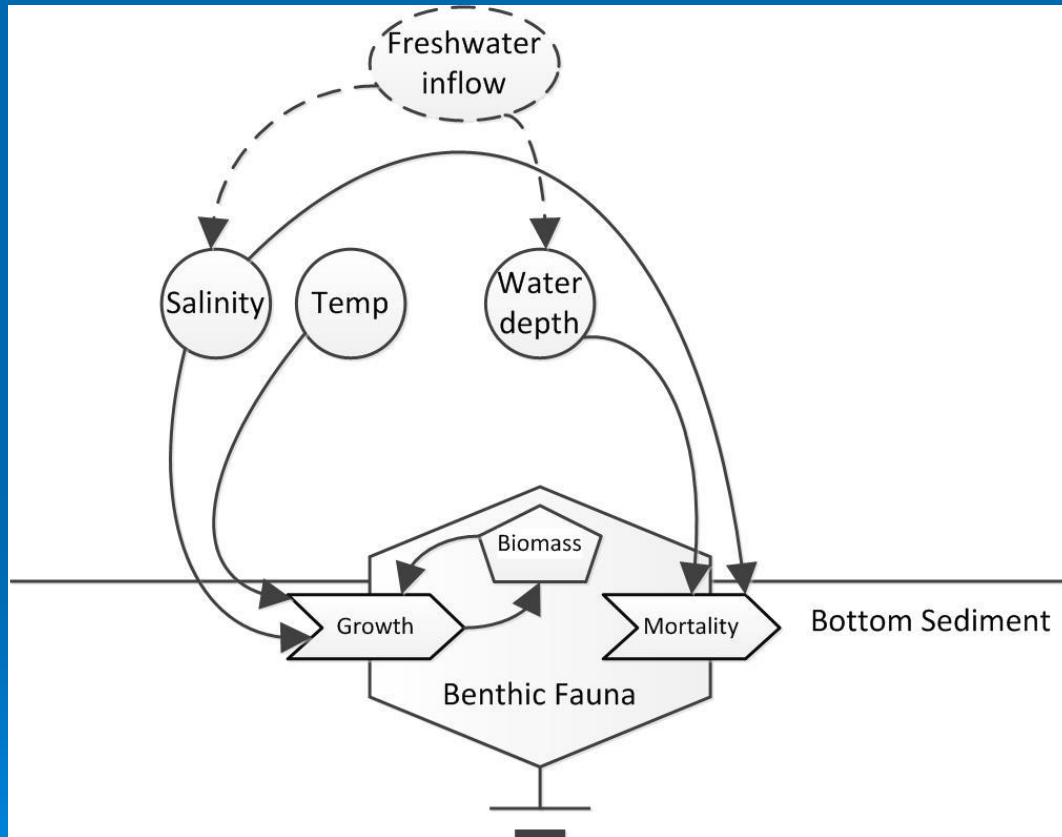 Freshwater
inflow
Salinity
Temp
Water
depth
Biomass
Growth
Mortality
Bottom Sediment
Benthic Fauna